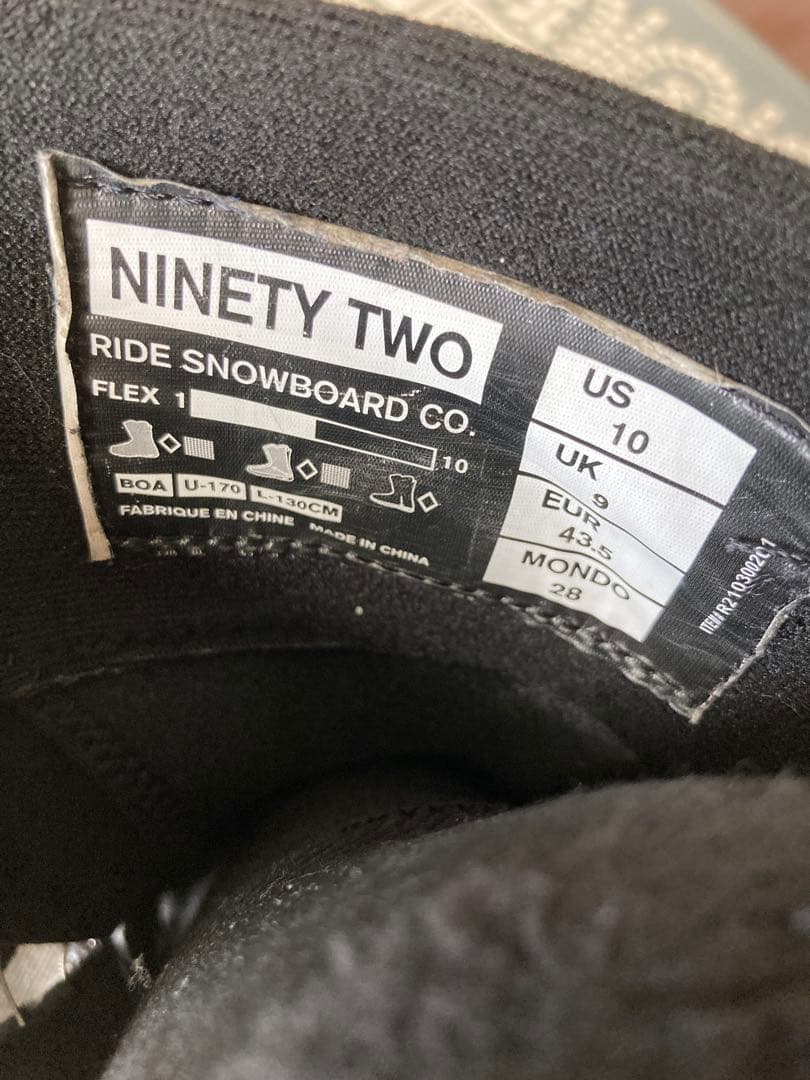 NINETY TWO
RIDE SNOWBOARD CO.
FLEX 1 10
BOA U-170 L-130CM
FABRIQUE EN CHINE MADE IN CHINA
US
10
UK
9
EUR
43.5
MONDO
28